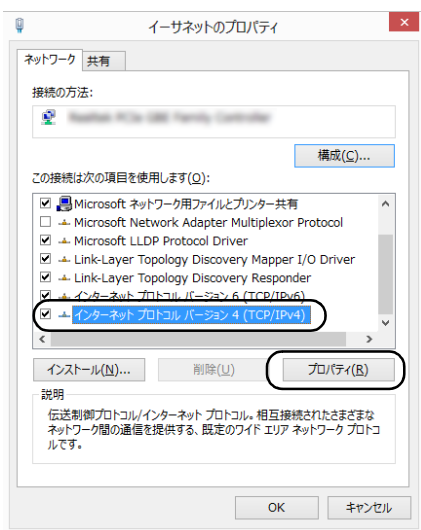 イーサネットのプロパティ
ネットワーク 共有
接続の方法:
構成(C)...
この接続は次の項目を使用します(O):
Microsoft ネットワーク用ファイルとプリンター共有
Microsoft Network Adapter Multiplexor Protocol
Microsoft LLDP Protocol Driver
Link-Layer Topology Discovery Mapper I/O Driver
Link-Layer Topology Discovery Responder
インターネット プロトコル バージョン 6 (TCP/IPv6)
インターネット プロトコル バージョン 4 (TCP/IPv4)
インストール(N)... 削除(U) プロパティ(R)
説明
伝送制御プロトコル/インターネット プロトコル。相互接続されたさまざまな
ネットワーク間の通信を提供する、既定のワイド エリア ネットワーク プロトコ
ルです。
OK キャンセル